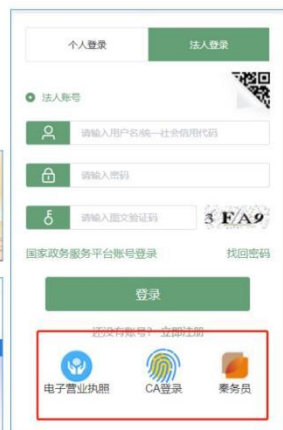 个人登录 法人登录
法人账号
请输入用户名/统一社会信用代码
请输入密码
请输入图文验证码 3 FA9
国家政务服务平台账号登录 找回密码
登录
还没有账号? 立即注册
电子营业执照 CA登录 秦务员